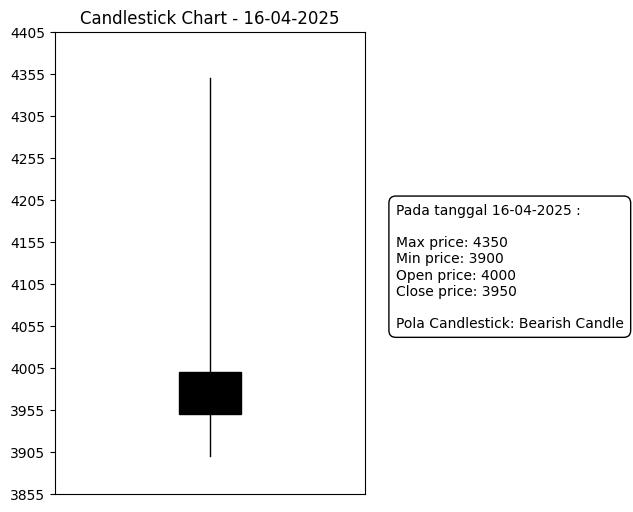 Candlestick Chart - 16-04-2025
4405
4355
4305
4255
4205
4155
4105
4055
4005
3955
3905
3855
Pada tanggal 16-04-2025 :
Max price: 4350
Min price: 3900
Open price: 4000
Close price: 3950
Pola Candlestick: Bearish Candle